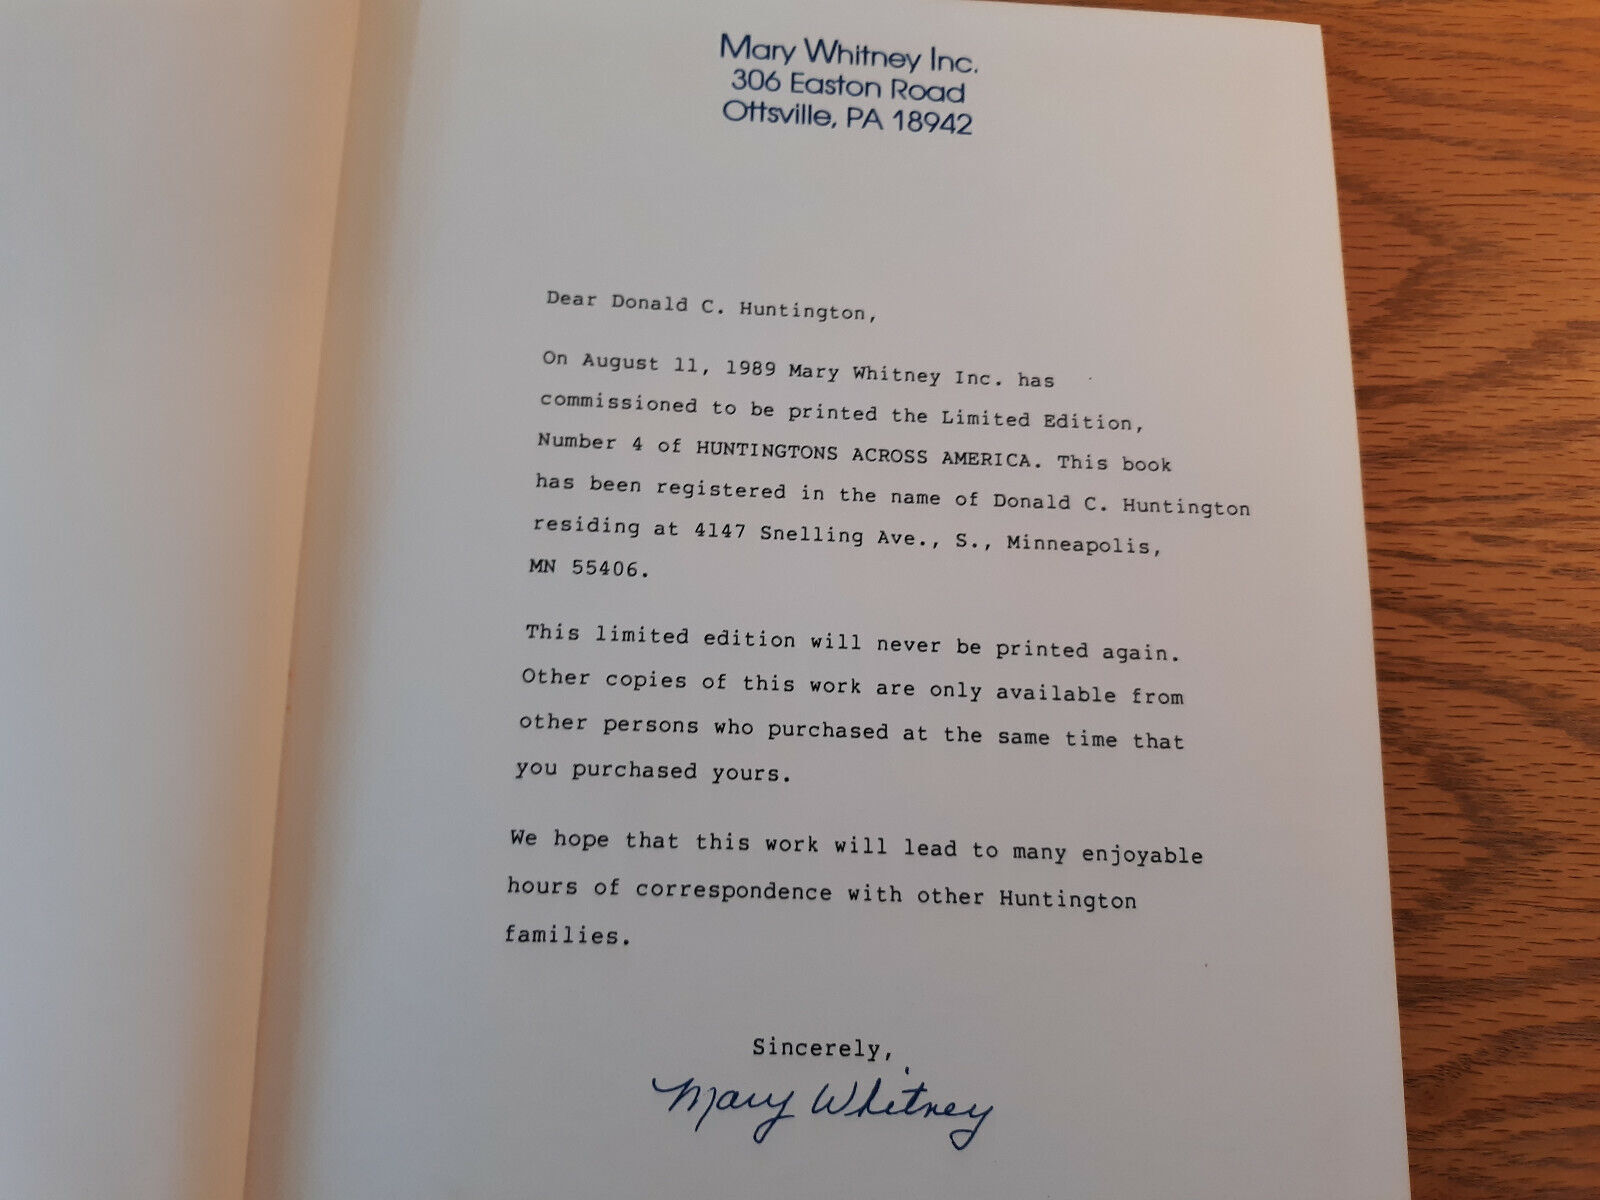 Mary Whitney Inc.
306 Easton Road
Ottsville, PA 18942
Dear Donald C. Huntington,
On August 11, 1989 Mary Whitney Inc. has
commissioned to be printed the Limited Edition,
Number 4 of HUNTINGTONS ACROSS AMERICA. This book
has been registered in the name of Donald C. Huntington
residing at 4147 Snelling Ave., S., Minneapolis,
MN 55406.
This limited edition will never be printed again.
Other copies of this work are only available from
other persons who purchased at the same time that
you purchased yours.
We hope that this work will lead to many enjoyable
hours of correspondence with other Huntington
families.
Sincerely,
Mary Whitney